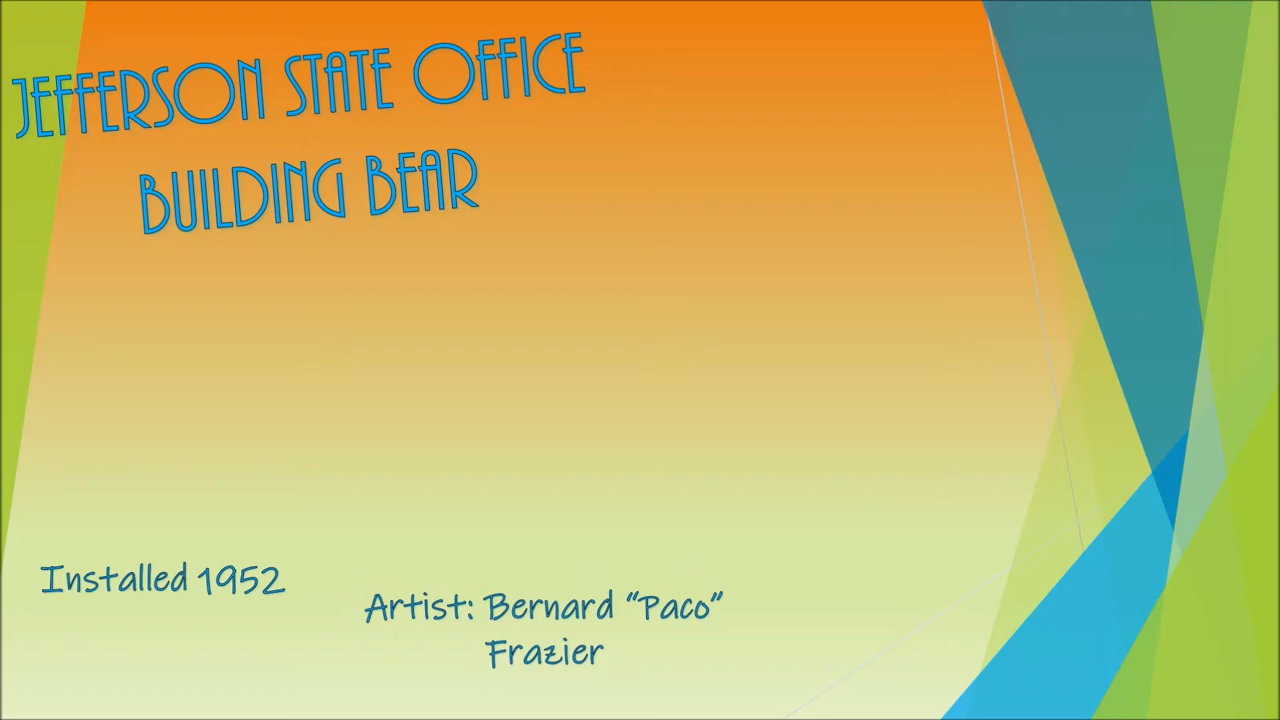 JEFFERSON STATE OFFICE
BUILDING BEAR
Installed 1952
Artist: Bernard “Paco”
Frazier